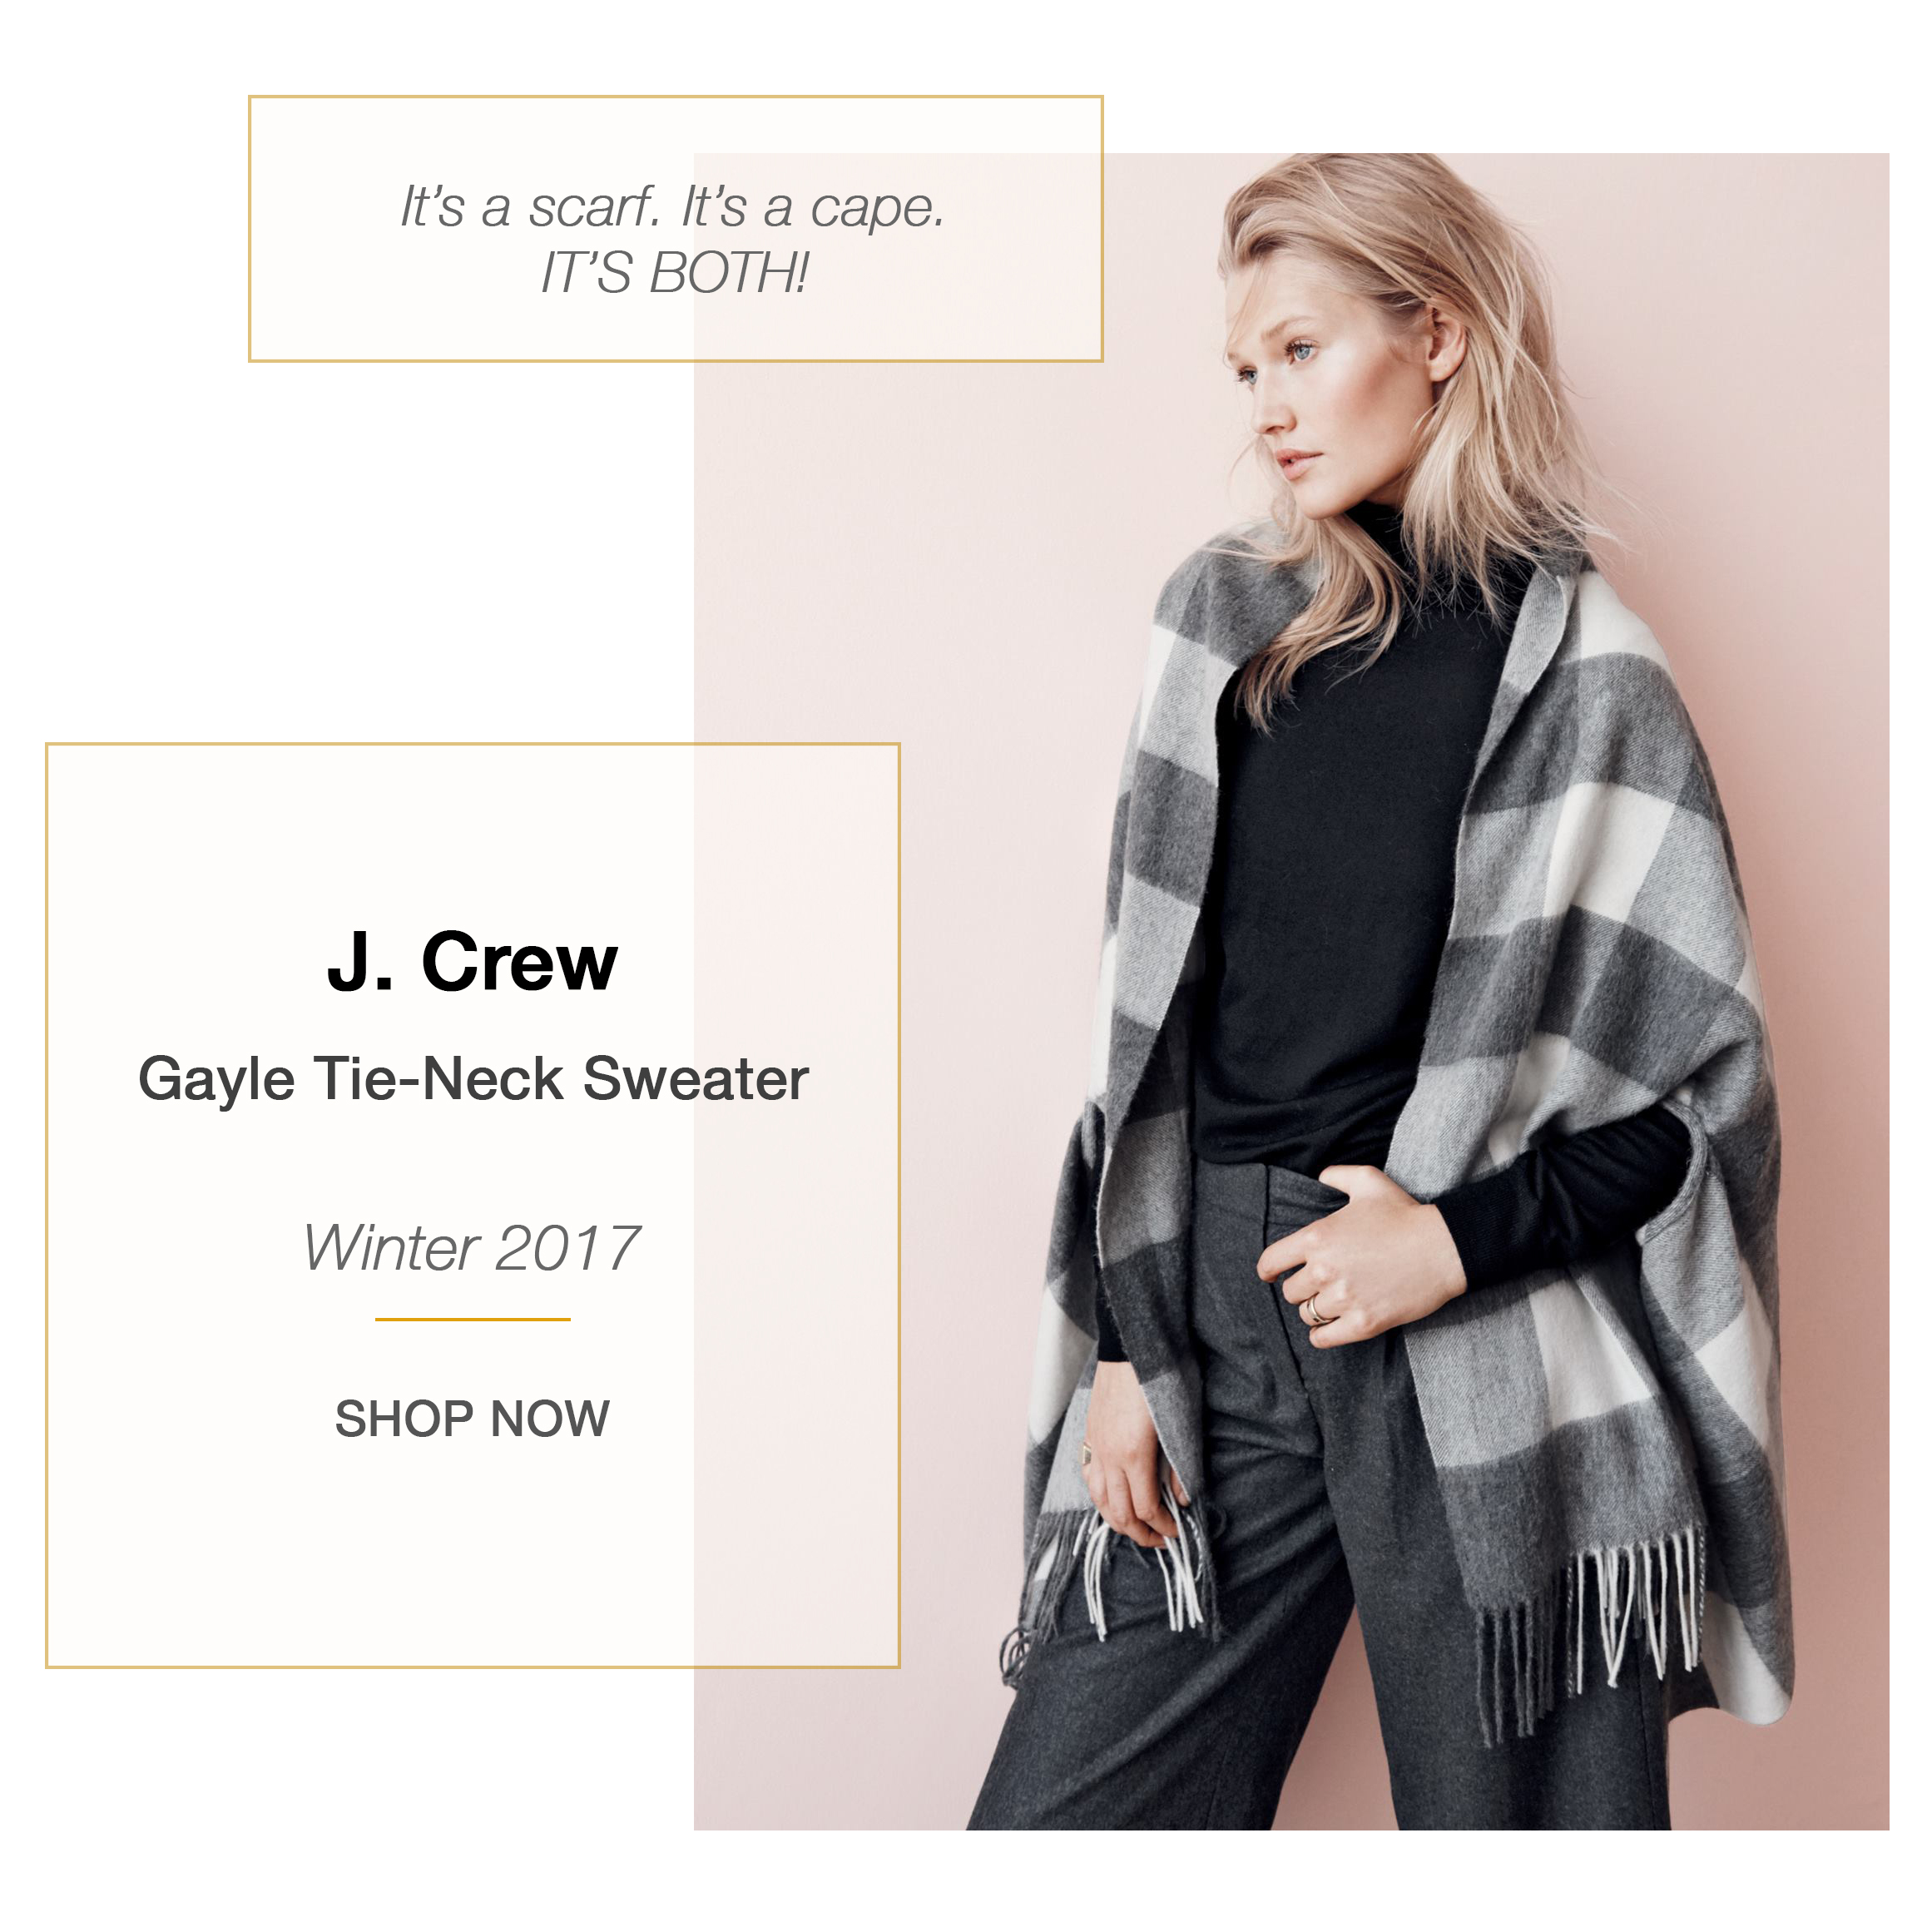 It’s a scarf. It’s a cape.
IT’S BOTH!
J. Crew
Gayle Tie-Neck Sweater
Winter 2017
SHOP NOW